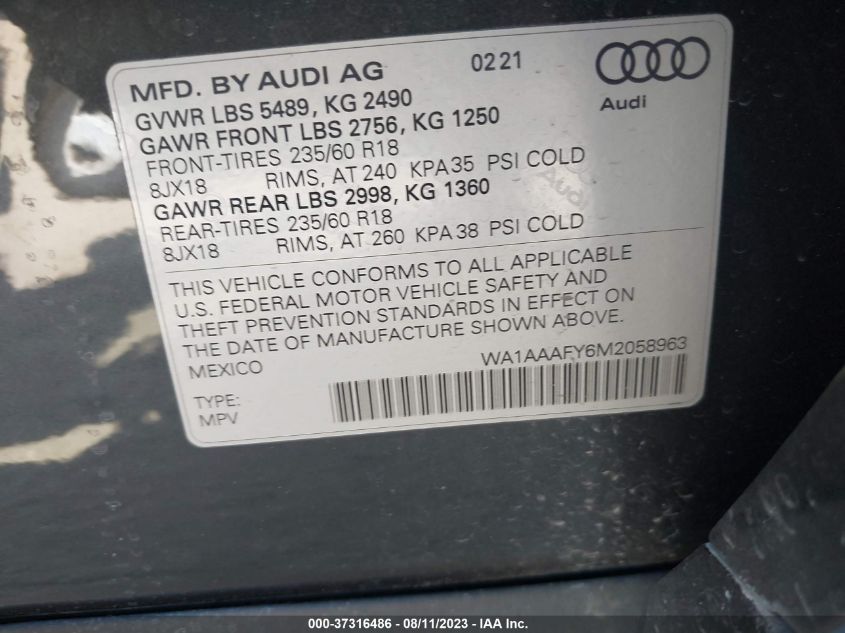 MFD. BY AUDI AG 0221
Audi
GVWR LBS 5489, KG 2490
GAWR FRONT LBS 2756, KG 1250
FRONT-TIRES 235/60 R18
8JX18 RIMS, AT 240 KPA 35 PSI COLD
GAWR REAR LBS 2998, KG 1360
REAR-TIRES 235/60 R18
8JX18 RIMS, AT 260 KPA 38 PSI COLD
THIS VEHICLE CONFORMS TO ALL APPLICABLE
U.S. FEDERAL MOTOR VEHICLE SAFETY AND
THEFT PREVENTION STANDARDS IN EFFECT ON
THE DATE OF MANUFACTURE SHOWN ABOVE.
MEXICO WA1AAAFY6M2058963
TYPE:
MPV
000-37316486 - 08/11/2023 - IAA Inc.